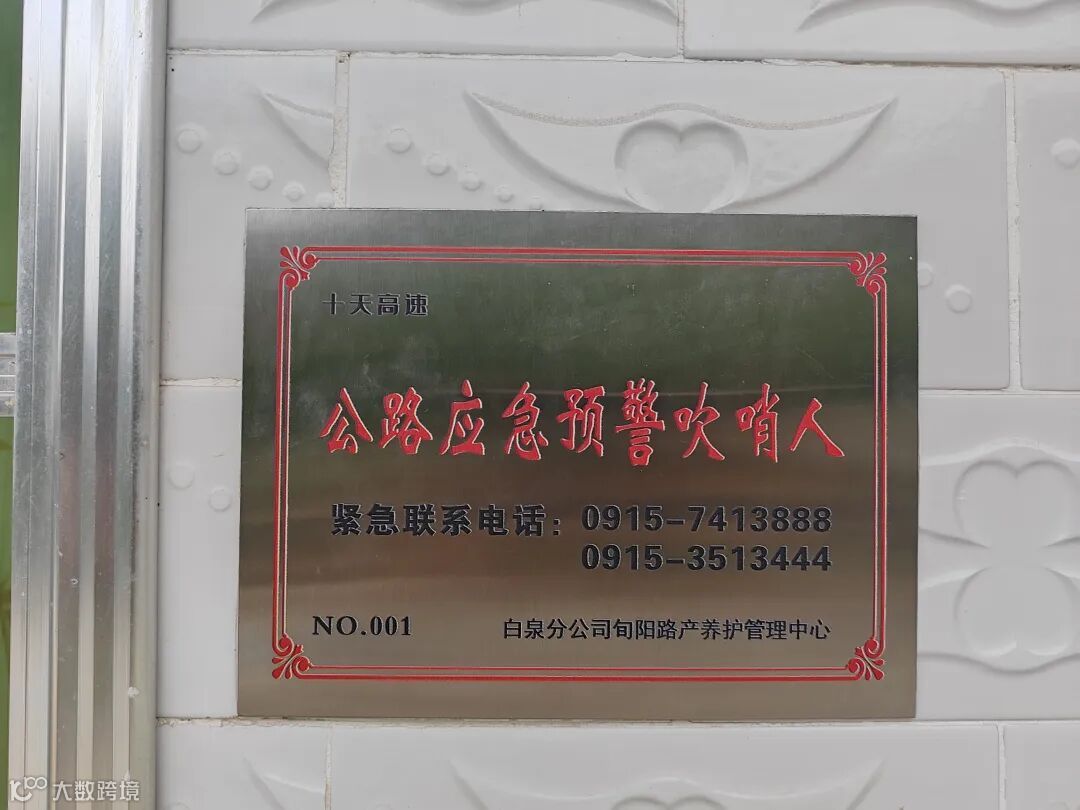 十天高速
公路应急预警吹哨人
紧急联系电话：0915-7413888
0915-3513444
NO.001
白泉分公司旬阳路产养护管理中心
大数跨境